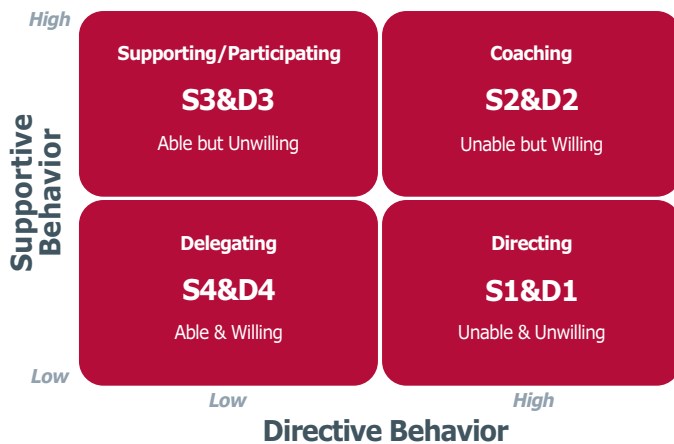 High
Supporting/Participating
S3&D3
Able but Unwilling
Coaching
S2&D2
Unable but Willing
Supportive
Behavior
Delegating
S4&D4
Able & Willing
Directing
S1&D1
Unable & Unwilling
Low
Low
High
Directive Behavior